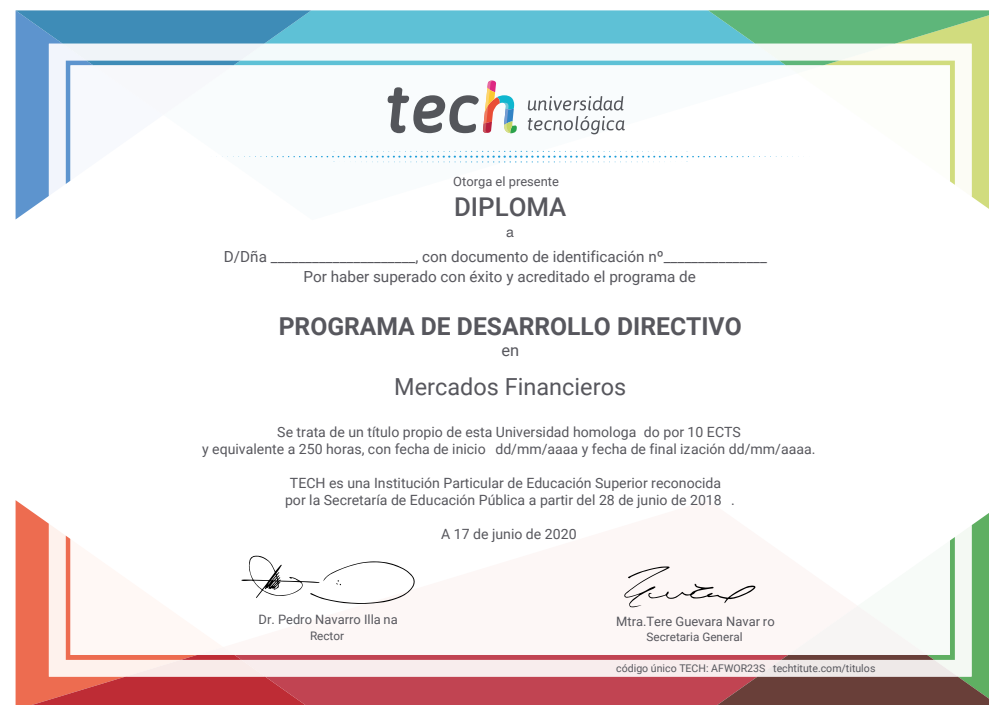 tech universidad
tecnológica
Otorga el presente
DIPLOMA
a
D/Dña ____________________, con documento de identificación nº______________
Por haber superado con éxito y acreditado el programa de
PROGRAMA DE DESARROLLO DIRECTIVO
en
Mercados Financieros
Se trata de un título propio de esta Universidad homologa do por 10 ECTS
y equivalente a 250 horas, con fecha de inicio dd/mm/aaaa y fecha de final ización dd/mm/aaaa.
TECH es una Institución Particular de Educación Superior reconocida
por la Secretaría de Educación Pública a partir del 28 de junio de 2018 .
A 17 de junio de 2020
Dr. Pedro Navarro Illa na
Rector
Mtra.Tere Guevara Navar ro
Secretaria General
código único TECH: AFWOR23S techtitute.com/titulos